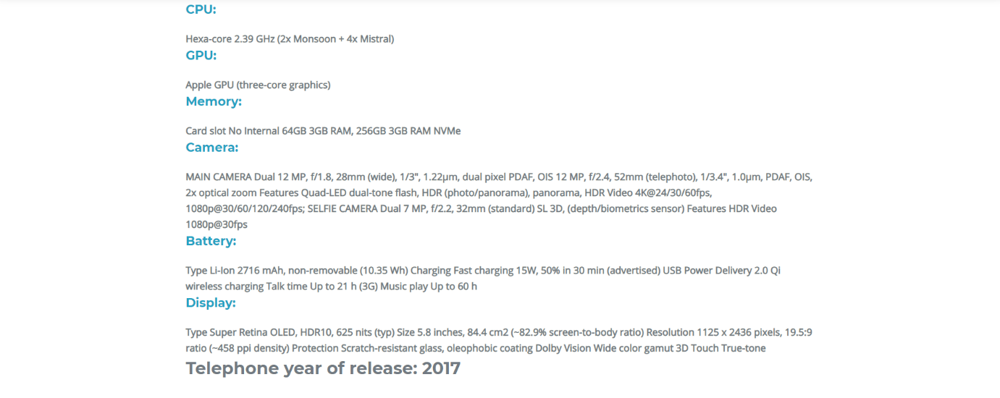 CPU:
Hexa-core 2.39 GHz (2x Monsoon + 4x Mistral)
GPU:
Apple GPU (three-core graphics)
Memory:
Card slot No Internal 64GB 3GB RAM, 256GB 3GB RAM NVMe
Camera:
MAIN CAMERA Dual 12 MP, f/1.8, 28mm (wide), 1/3", 1.22µm, dual pixel PDAF, OIS 12 MP, f/2.4, 52mm (telephoto), 1/3.4", 1.0µm, PDAF, OIS,
2x optical zoom Features Quad-LED dual-tone flash, HDR (photo/panorama), panorama, HDR Video 4K@24/30/60fps,
1080p@30/60/120/240fps; SELFIE CAMERA Dual 7 MP, f/2.2, 32mm (standard) SL 3D, (depth/biometrics sensor) Features HDR Video
1080p@30fps
Battery:
Type Li-Ion 2716 mAh, non-removable (10.35 Wh) Charging Fast charging 15W, 50% in 30 min (advertised) USB Power Delivery 2.0 Qi
wireless charging Talk time Up to 21 h (3G) Music play Up to 60 h
Display:
Type Super Retina OLED, HDR10, 625 nits (typ) Size 5.8 inches, 84.4 cm2 (~82.9% screen-to-body ratio) Resolution 1125 x 2436 pixels, 19.5:9
ratio (~458 ppi density) Protection Scratch-resistant glass, oleophobic coating Dolby Vision Wide color gamut 3D Touch True-tone
Telephone year of release: 2017